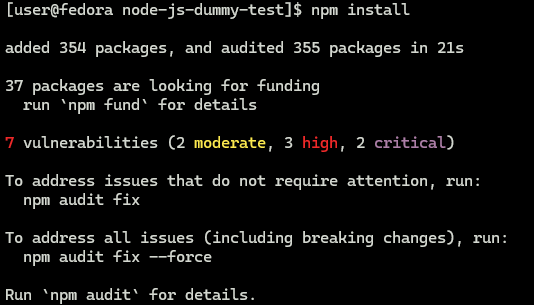 [user@fedora node-js-dummy-test]$ npm install
added 354 packages, and audited 355 packages in 21s
37 packages are looking for funding
  run `npm fund` for details
7 vulnerabilities (2 moderate, 3 high, 2 critical)
To address issues that do not require attention, run:
  npm audit fix
To address all issues (including breaking changes), run:
  npm audit fix --force
Run `npm audit` for details.